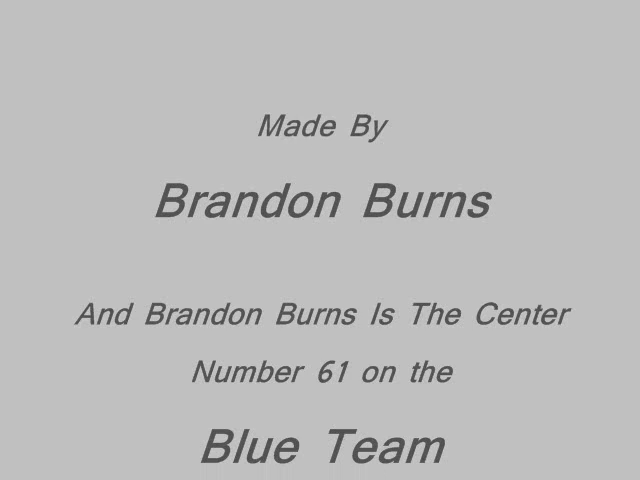 Made By
Brandon Burns
And Brandon Burns Is The Center
Number 61 on the
Blue Team